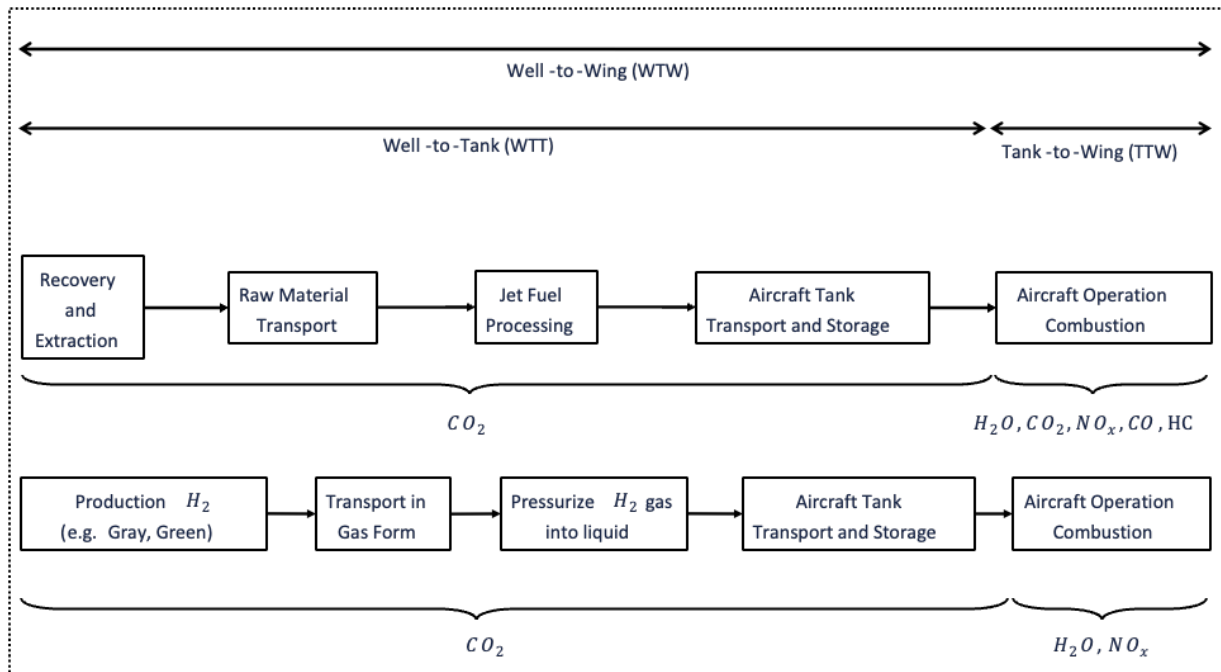 Well -to-Wing (WTW)
Well -to-Tank (WTT)
Tank -to-Wing (TTW)
Recovery
and
Extraction
Raw Material
Transport
Jet Fuel
Processing
Aircraft Tank
Transport and Storage
Aircraft Operation
Combustion
CO₂
H₂O, CO₂, NOₓ, CO, HC
Production H₂
(e.g. Gray, Green)
Transport in
Gas Form
Pressurize H₂ gas
into liquid
Aircraft Tank
Transport and Storage
Aircraft Operation
Combustion
CO₂
H₂O, NOₓ